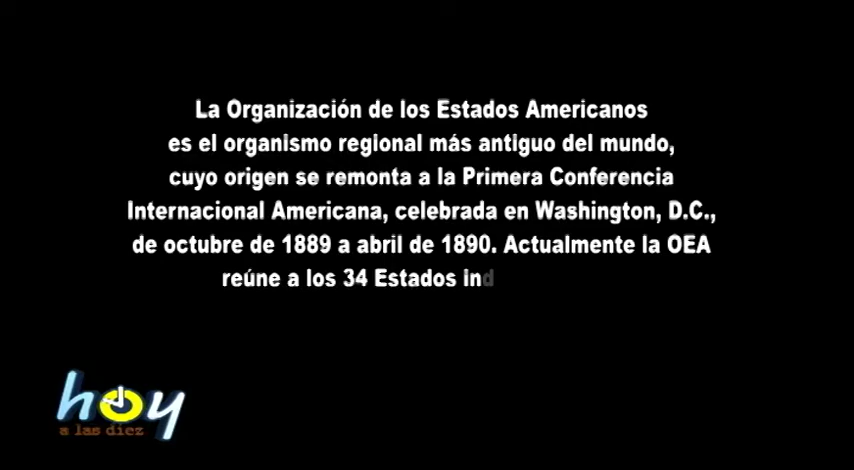 La Organización de los Estados Americanos
es el organismo regional más antiguo del mundo,
cuyo origen se remonta a la Primera Conferencia
Internacional Americana, celebrada en Washington, D.C.,
de octubre de 1889 a abril de 1890. Actualmente la OEA
reúne a los 34 Estados ind
hoy
a las diez